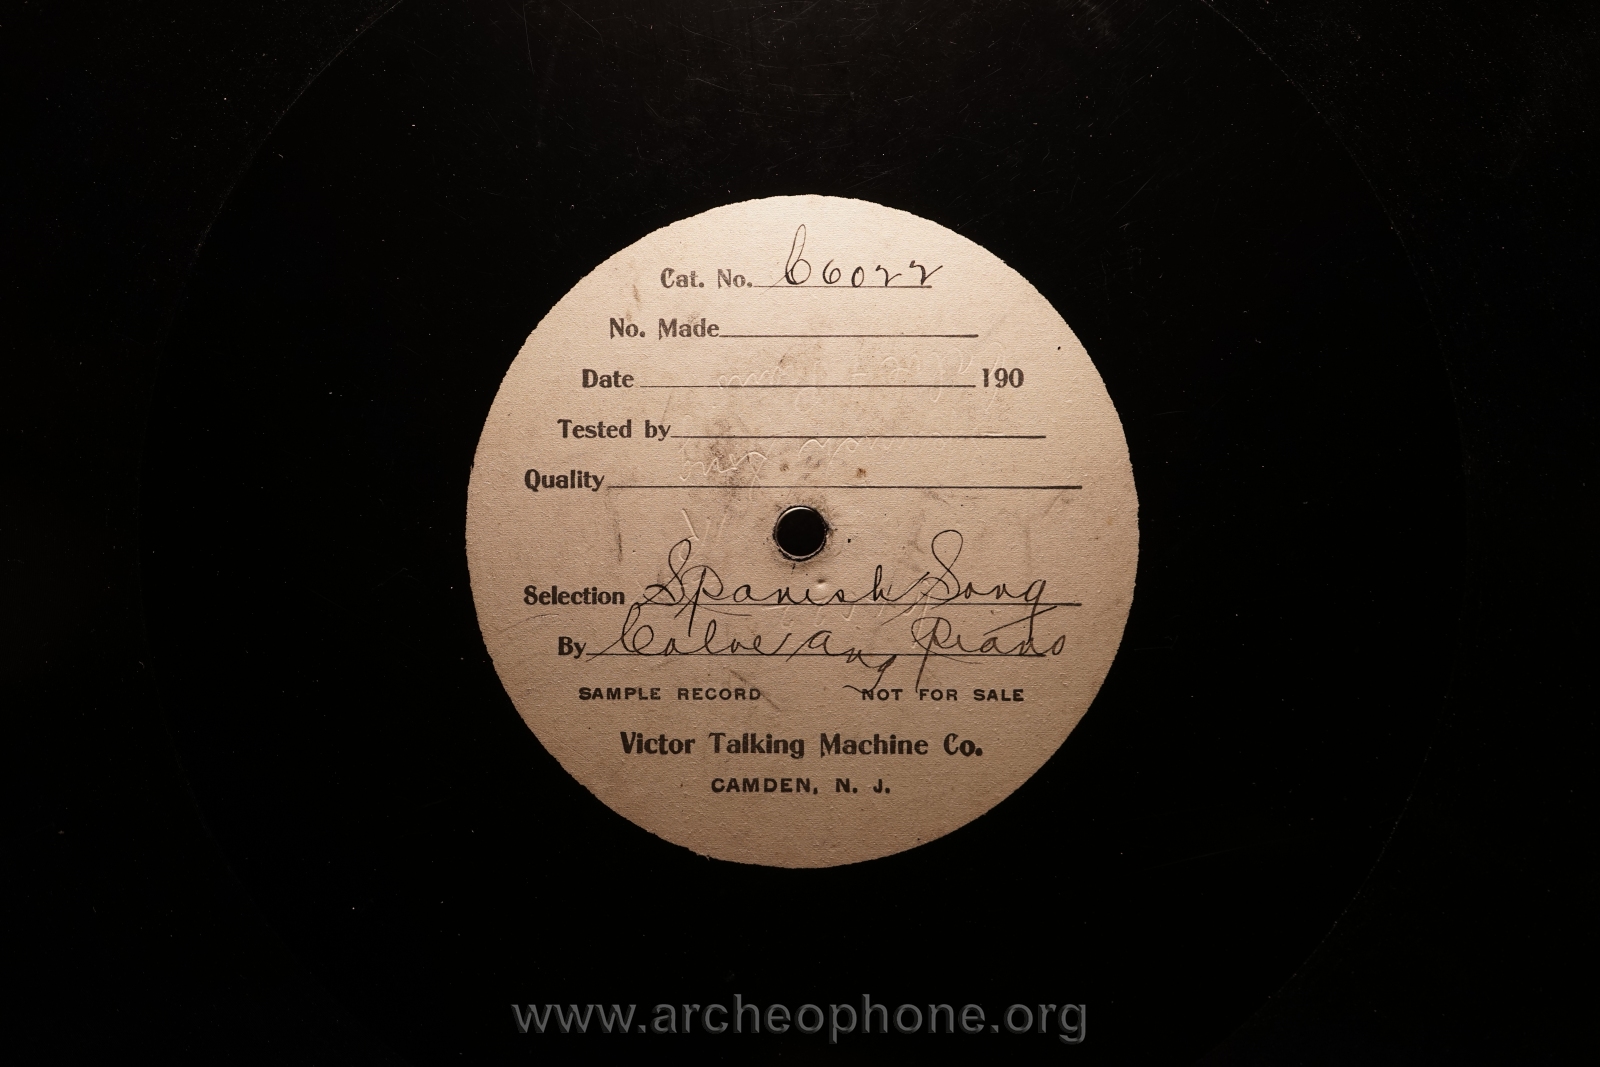 Cat. No. C6022
No. Made
Date 190
Tested by
Quality
Selection Spanish Song
By Calve and Piano
SAMPLE RECORD NOT FOR SALE
Victor Talking Machine Co.
CAMDEN, N. J.
www.archeophone.org